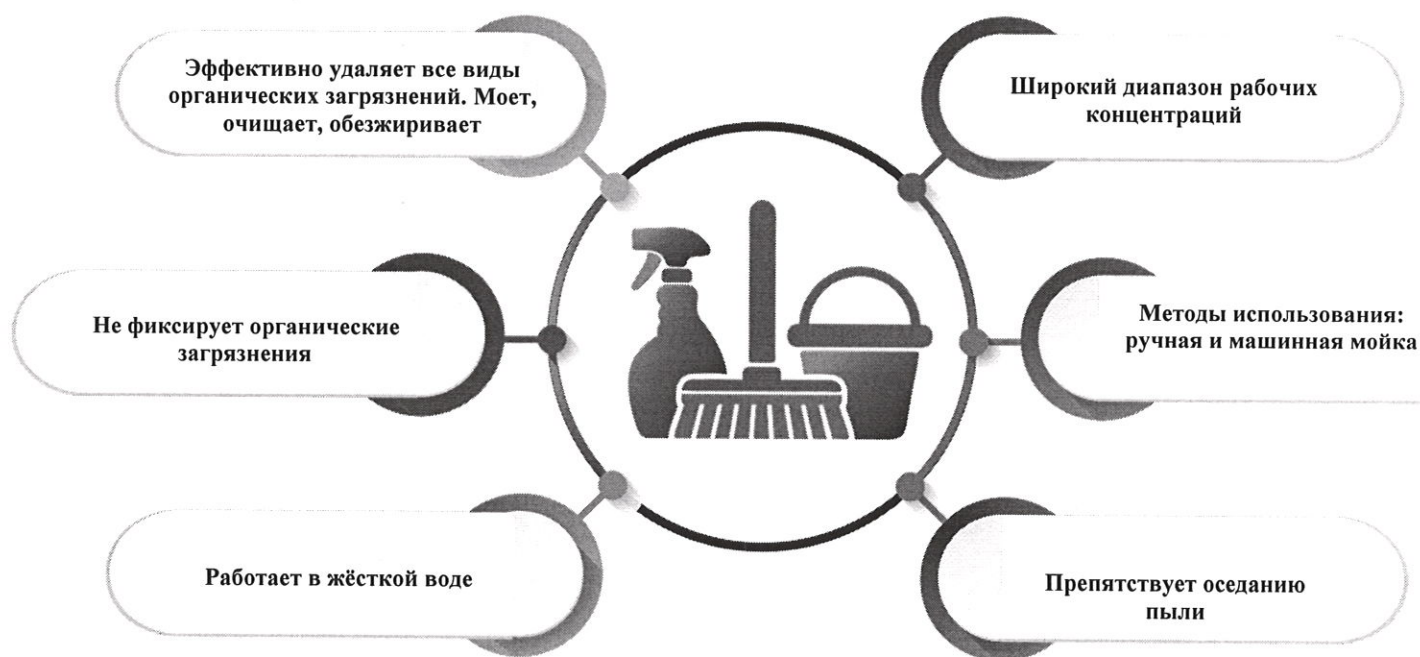 Эффективно удаляет все виды
органических загрязнений. Моет,
очищает, обезжиривает
Широкий диапазон рабочих
концентраций
Не фиксирует органические
загрязнения
Методы использования:
ручная и машинная мойка
Работает в жёсткой воде
Препятствует оседанию
пыли